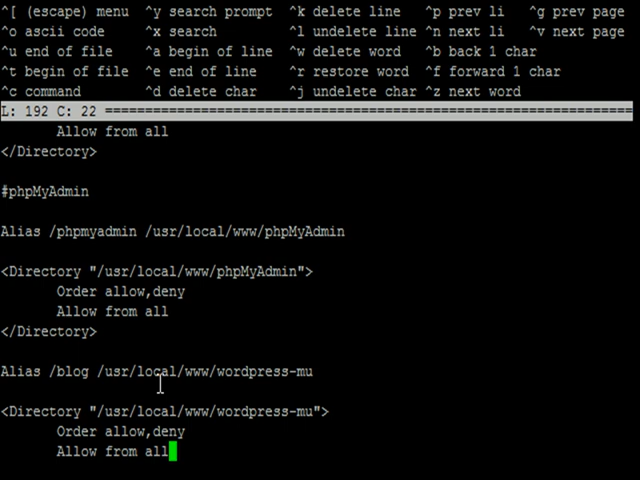 ^[ (escape) menu ^y search prompt ^k delete line ^p prev li ^g prev page
^o ascii code ^x search ^l undelete line ^n next li ^v next page
^u end of file ^a begin of line ^w delete word ^b back 1 char
^t begin of file ^e end of line ^r restore word ^f forward 1 char
^c command ^d delete char ^j undelete char ^z next word
L: 192 C: 22 ==================================================================
Allow from all
</Directory>
#phpMyAdmin
Alias /phpmyadmin /usr/local/www/phpMyAdmin
<Directory "/usr/local/www/phpMyAdmin">
Order allow,deny
Allow from all
</Directory>
Alias /blog /usr/local/www/wordpress-mu
<Directory "/usr/local/www/wordpress-mu">
Order allow,deny
Allow from all